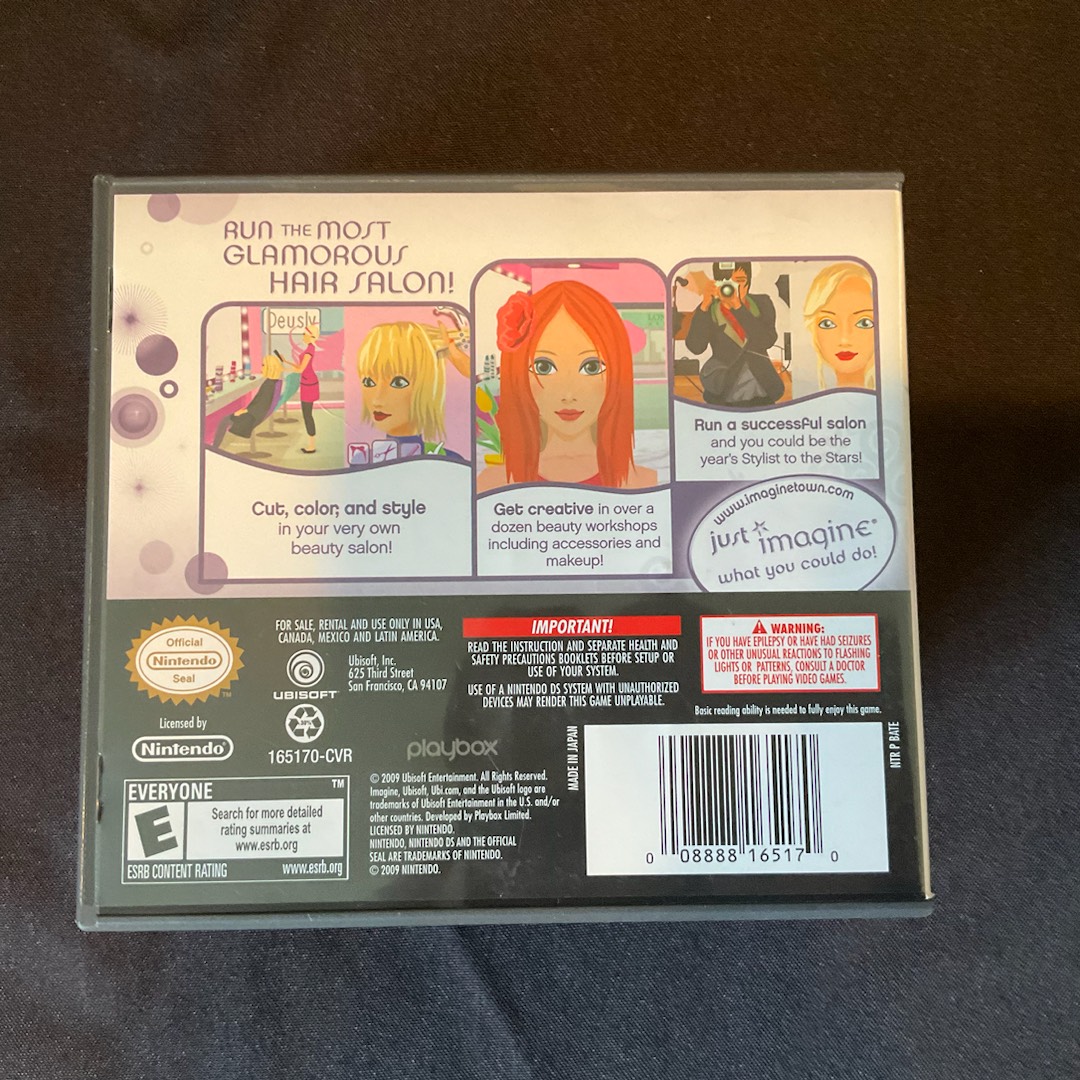 RUN THE MOST
GLAMOROUS
HAIR SALON!
Deusly
Cut, color, and style
in your very own
beauty salon!
Get creative in over a
dozen beauty workshops
including accessories and
makeup!
Run a successful salon
and you could be the
year's Stylist to the Stars!
www.imaginetown.com
just imagine®
what you could do!
Official
Nintendo
Seal
TM
Licensed by
Nintendo®
FOR SALE, RENTAL AND USE ONLY IN USA,
CANADA, MEXICO AND LATIN AMERICA.
UBISOFT
Ubisoft, Inc.
625 Third Street
San Francisco, CA 94107
165170-CVR
playbox
IMPORTANT!
READ THE INSTRUCTION AND SEPARATE HEALTH AND
SAFETY PRECAUTIONS BOOKLETS BEFORE SETUP OR
USE OF YOUR SYSTEM.
USE OF A NINTENDO DS SYSTEM WITH UNAUTHORIZED
DEVICES MAY RENDER THIS GAME UNPLAYABLE.
WARNING:
IF YOU HAVE EPILEPSY OR HAVE HAD SEIZURES
OR OTHER UNUSUAL REACTIONS TO FLASHING
LIGHTS OR PATTERNS, CONSULT A DOCTOR
BEFORE PLAYING VIDEO GAMES.
Basic reading ability is needed to fully enjoy this game.
EVERYONE
TM
E
Search for more detailed
rating summaries at
www.esrb.org
ESRB CONTENT RATING
www.esrb.org
© 2009 Ubisoft Entertainment. All Rights Reserved.
Imagine, Ubisoft, Ubi.com, and the Ubisoft logo are
trademarks of Ubisoft Entertainment in the U.S. and/or
other countries. Developed by Playbox Limited.
LICENSED BY NINTENDO.
NINTENDO, NINTENDO DS AND THE OFFICIAL
SEAL ARE TRADEMARKS OF NINTENDO.
© 2009 NINTENDO.
MADE IN JAPAN
0 08888 16517 0
NTR P BATE